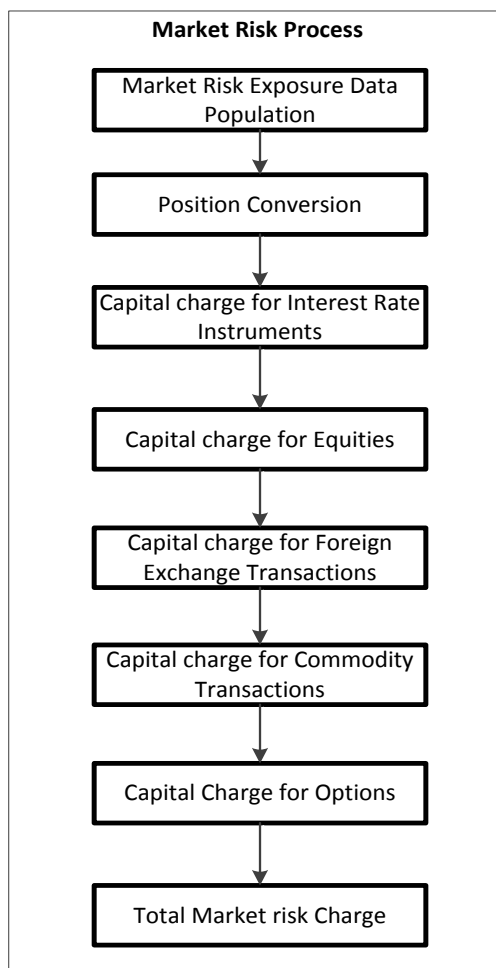 Market Risk Process
Market Risk Exposure Data
Population
Position Conversion
Capital charge for Interest Rate
Instruments
Capital charge for Equities
Capital charge for Foreign
Exchange Transactions
Capital charge for Commodity
Transactions
Capital Charge for Options
Total Market risk Charge